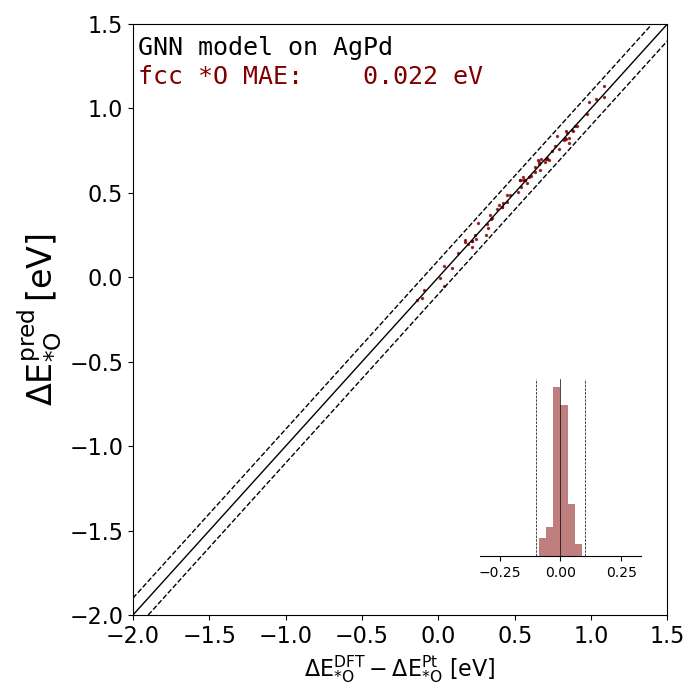 GNN model on AgPd
fcc *O MAE:    0.022 eV
1.5
1.0
0.5
0.0
−0.5
−1.0
−1.5
−2.0
ΔE*O^pred [eV]
−0.25 0.00 0.25
−2.0 −1.5 −1.0 −0.5 0.0 0.5 1.0 1.5
ΔE*O^DFT − ΔE*O^Pt [eV]